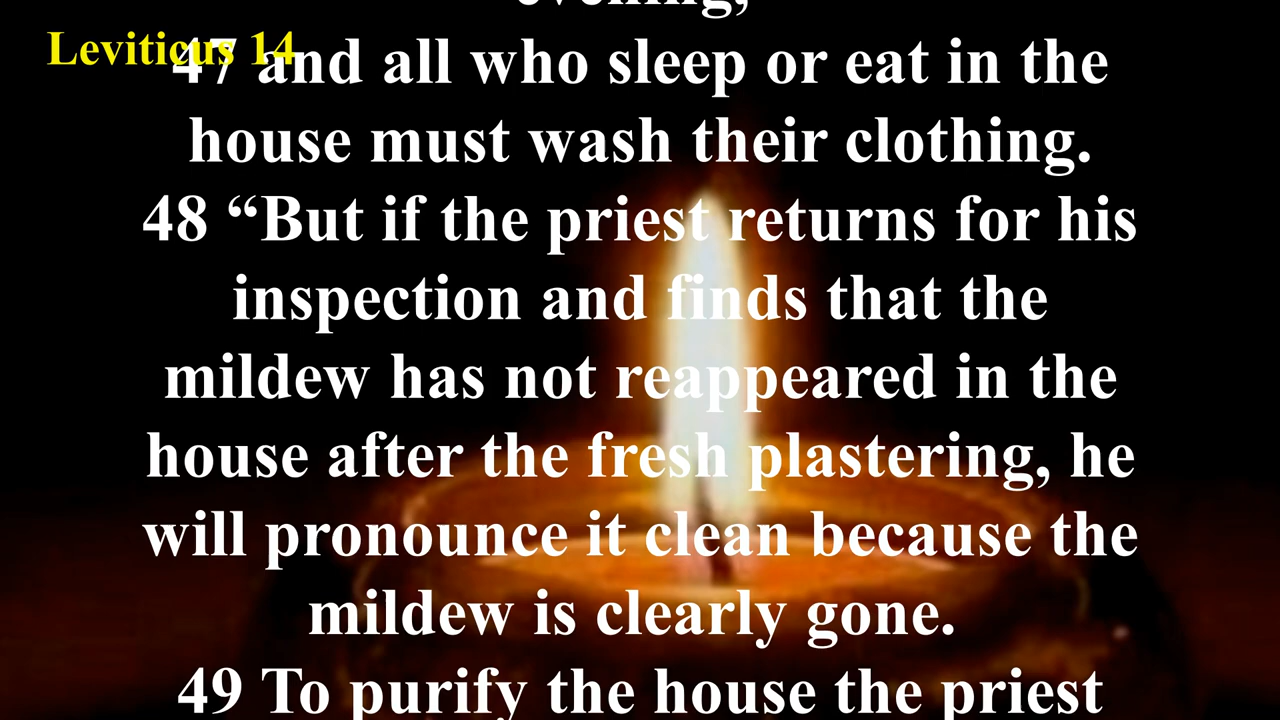 evening,
Leviticus 14
47 and all who sleep or eat in the
house must wash their clothing.
48 “But if the priest returns for his
inspection and finds that the
mildew has not reappeared in the
house after the fresh plastering, he
will pronounce it clean because the
mildew is clearly gone.
49 To purify the house the priest